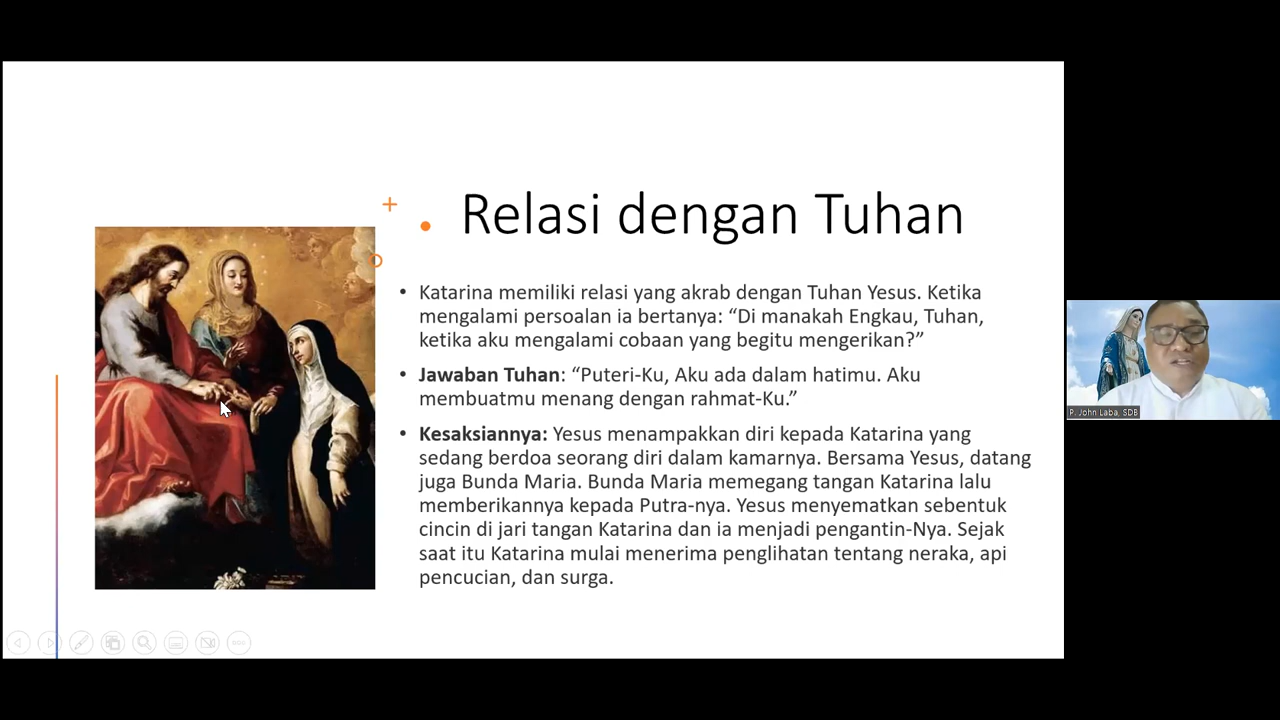 Relasi dengan Tuhan
• Katarina memiliki relasi yang akrab dengan Tuhan Yesus. Ketika
mengalami persoalan ia bertanya: “Di manakah Engkau, Tuhan,
ketika aku mengalami cobaan yang begitu mengerikan?”
• Jawaban Tuhan: “Puteri-Ku, Aku ada dalam hatimu. Aku
membuatmu menang dengan rahmat-Ku.”
• Kesaksiannya: Yesus menampakkan diri kepada Katarina yang
sedang berdoa seorang diri dalam kamarnya. Bersama Yesus, datang
juga Bunda Maria. Bunda Maria memegang tangan Katarina lalu
memberikannya kepada Putra-nya. Yesus menyematkan sebentuk
cincin di jari tangan Katarina dan ia menjadi pengantin-Nya. Sejak
saat itu Katarina mulai menerima penglihatan tentang neraka, api
pencucian, dan surga.
P. John Laba, SDB